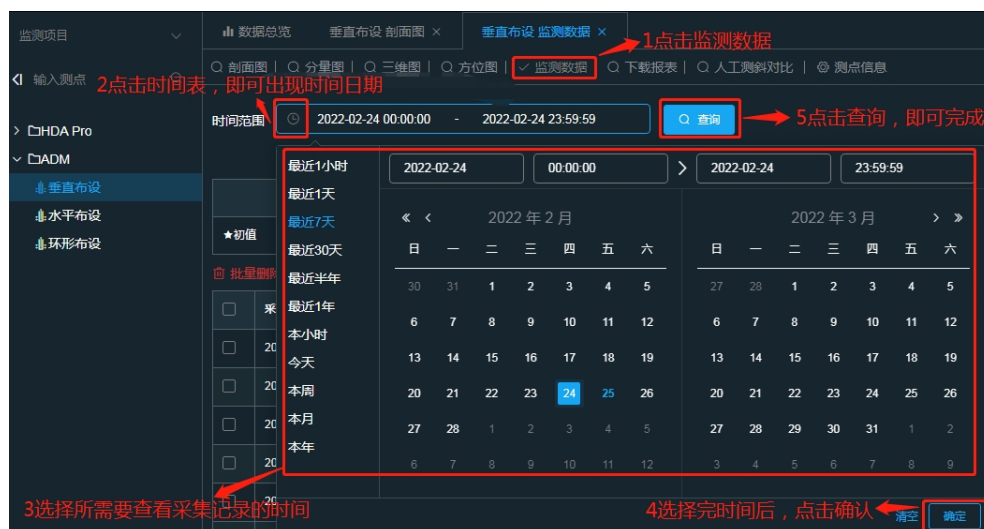 监测项目
数据总览
垂直布设 剖面图 ×
垂直布设 监测数据 ×
1点击监测数据
剖面图
分量图
三维图
方位图
监测数据
下载报表
人工测斜对比
测点信息
输入测点
2点击时间表，即可出现时间日期
时间范围
2022-02-24 00:00:00 - 2022-02-24 23:59:59
查询
5点击查询，即可完成
HDA Pro
ADM
垂直布设
水平布设
环形布设
★初值
批量删除
采
20
20
20
20
20
最近1小时
最近1天
最近7天
最近30天
最近半年
最近1年
本小时
今天
本周
本月
本年
2022-02-24 00:00:00 > 2022-02-24 23:59:59
« ‹ 2022 年 2 月
日 一 二 三 四 五 六
30 31 1 2 3 4 5
6 7 8 9 10 11 12
13 14 15 16 17 18 19
20 21 22 23 24 25 26
27 28 1 2 3 4 5
6 7 8 9 10 11 12
2022 年 3 月 › »
日 一 二 三 四 五 六
27 28 1 2 3 4 5
6 7 8 9 10 11 12
13 14 15 16 17 18 19
20 21 22 23 24 25 26
27 28 29 30 31 1 2
3 4 5 6 7 8 9
3选择所需要查看采集记录的时间
4选择完时间后，点击确认
清空
确定